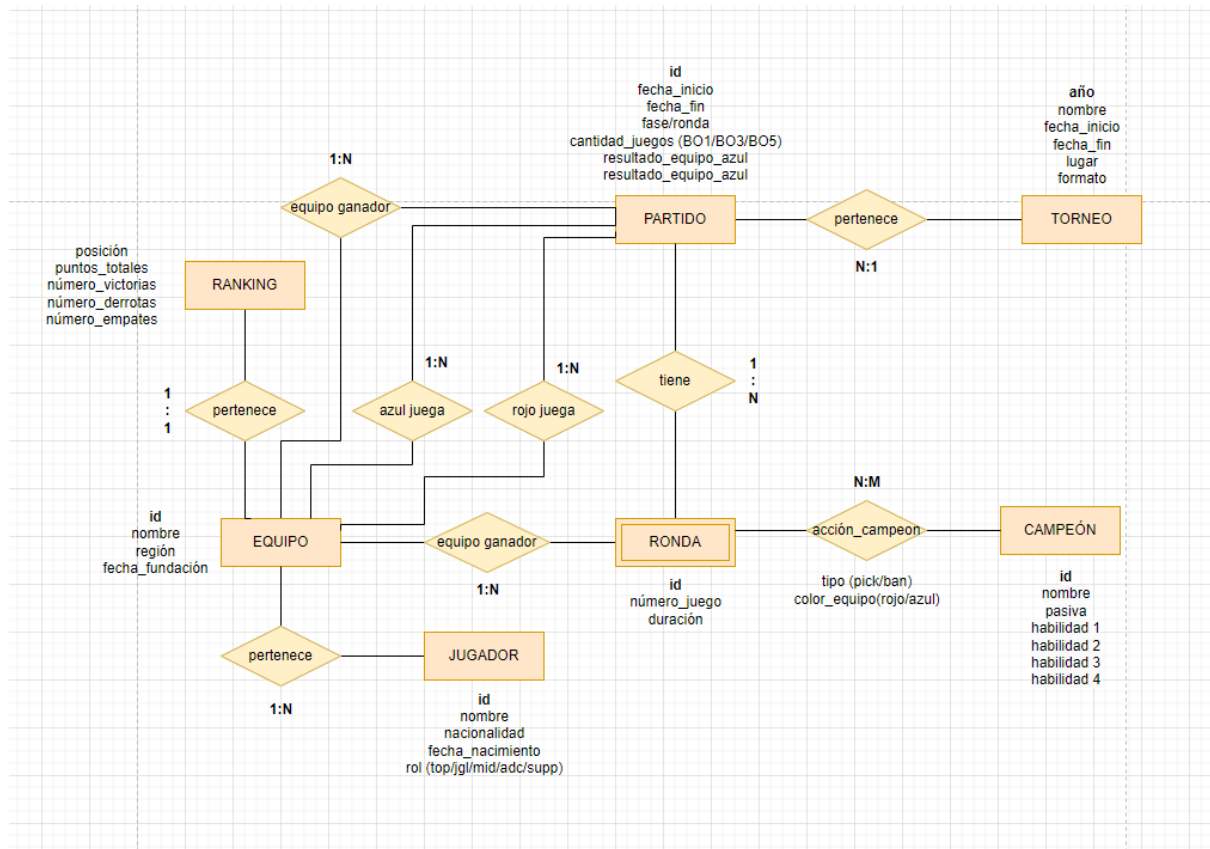 id
fecha_inicio
fecha_fin
fase/ronda
cantidad_juegos (BO1/BO3/BO5)
resultado_equipo_azul
resultado_equipo_azul
año
nombre
fecha_inicio
fecha_fin
lugar
formato
1:N
equipo ganador
PARTIDO
pertenece
TORNEO
N:1
posición
puntos_totales
número_victorias
número_derrotas
número_empates
RANKING
1
:
1
pertenece
1:N
azul juega
1:N
rojo juega
tiene
1
:
N
id
nombre
región
fecha_fundación
EQUIPO
equipo ganador
1:N
RONDA
id
número_juego
duración
N:M
acción_campeon
tipo (pick/ban)
color_equipo(rojo/azul)
CAMPEÓN
id
nombre
pasiva
habilidad 1
habilidad 2
habilidad 3
habilidad 4
pertenece
1:N
JUGADOR
id
nombre
nacionalidad
fecha_nacimiento
rol (top/jgl/mid/adc/supp)